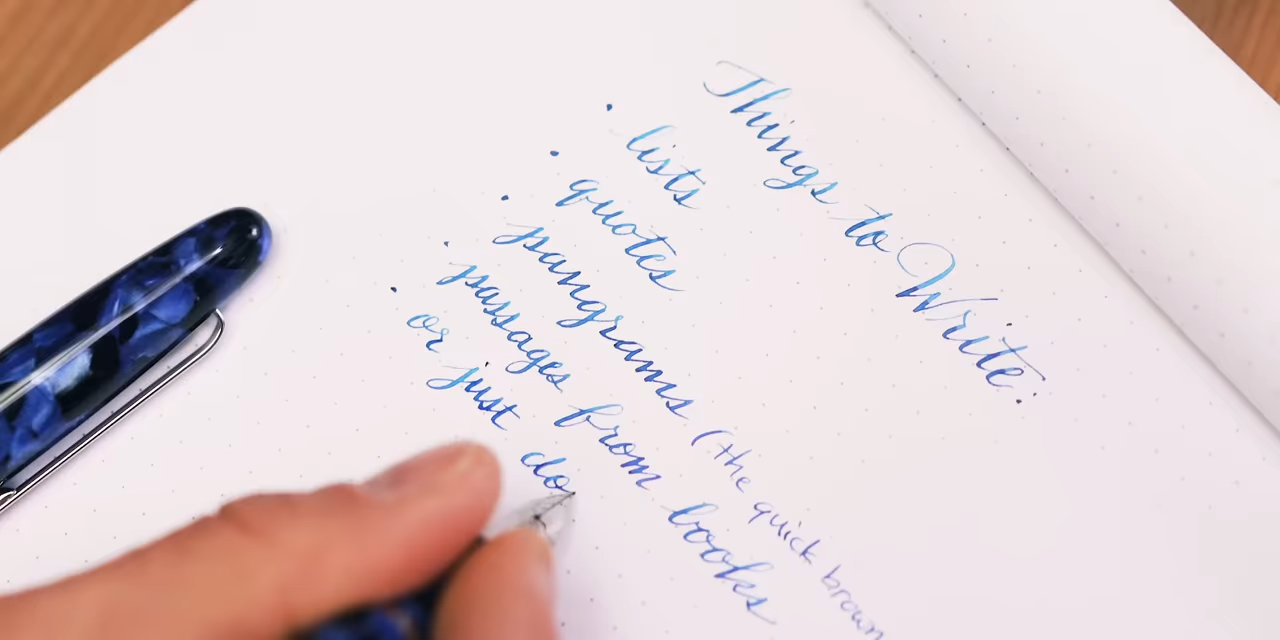 Things to Write:
• lists
• quotes
• pangrams (the quick brown
• passages from books
• or just do